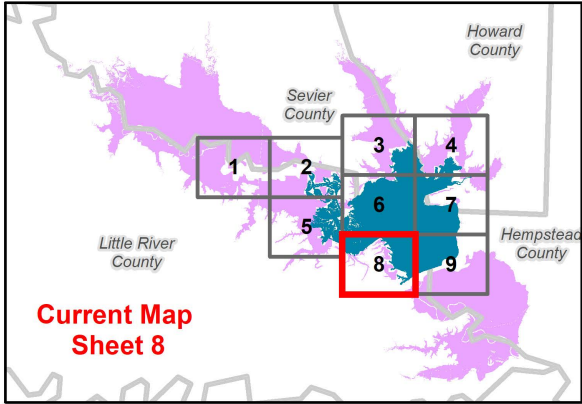 Howard
County
Sevier
County
3
4
1
2
6
7
5
Little River
County
Hempstead
County
8
9
Current Map
Sheet 8